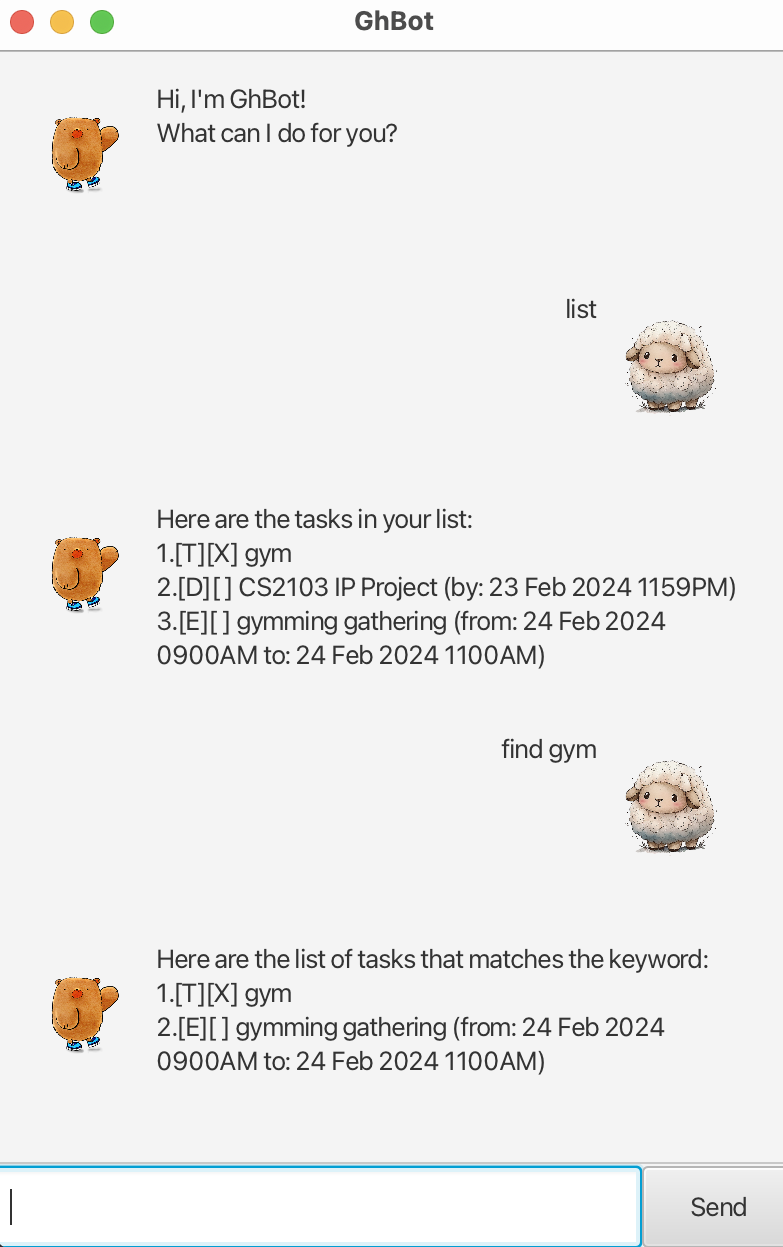 GhBot
Hi, I'm GhBot!
What can I do for you?
list
Here are the tasks in your list:
1.[T][X] gym
2.[D][ ] CS2103 IP Project (by: 23 Feb 2024 1159PM)
3.[E][ ] gymming gathering (from: 24 Feb 2024
0900AM to: 24 Feb 2024 1100AM)
find gym
Here are the list of tasks that matches the keyword:
1.[T][X] gym
2.[E][ ] gymming gathering (from: 24 Feb 2024
0900AM to: 24 Feb 2024 1100AM)
Send